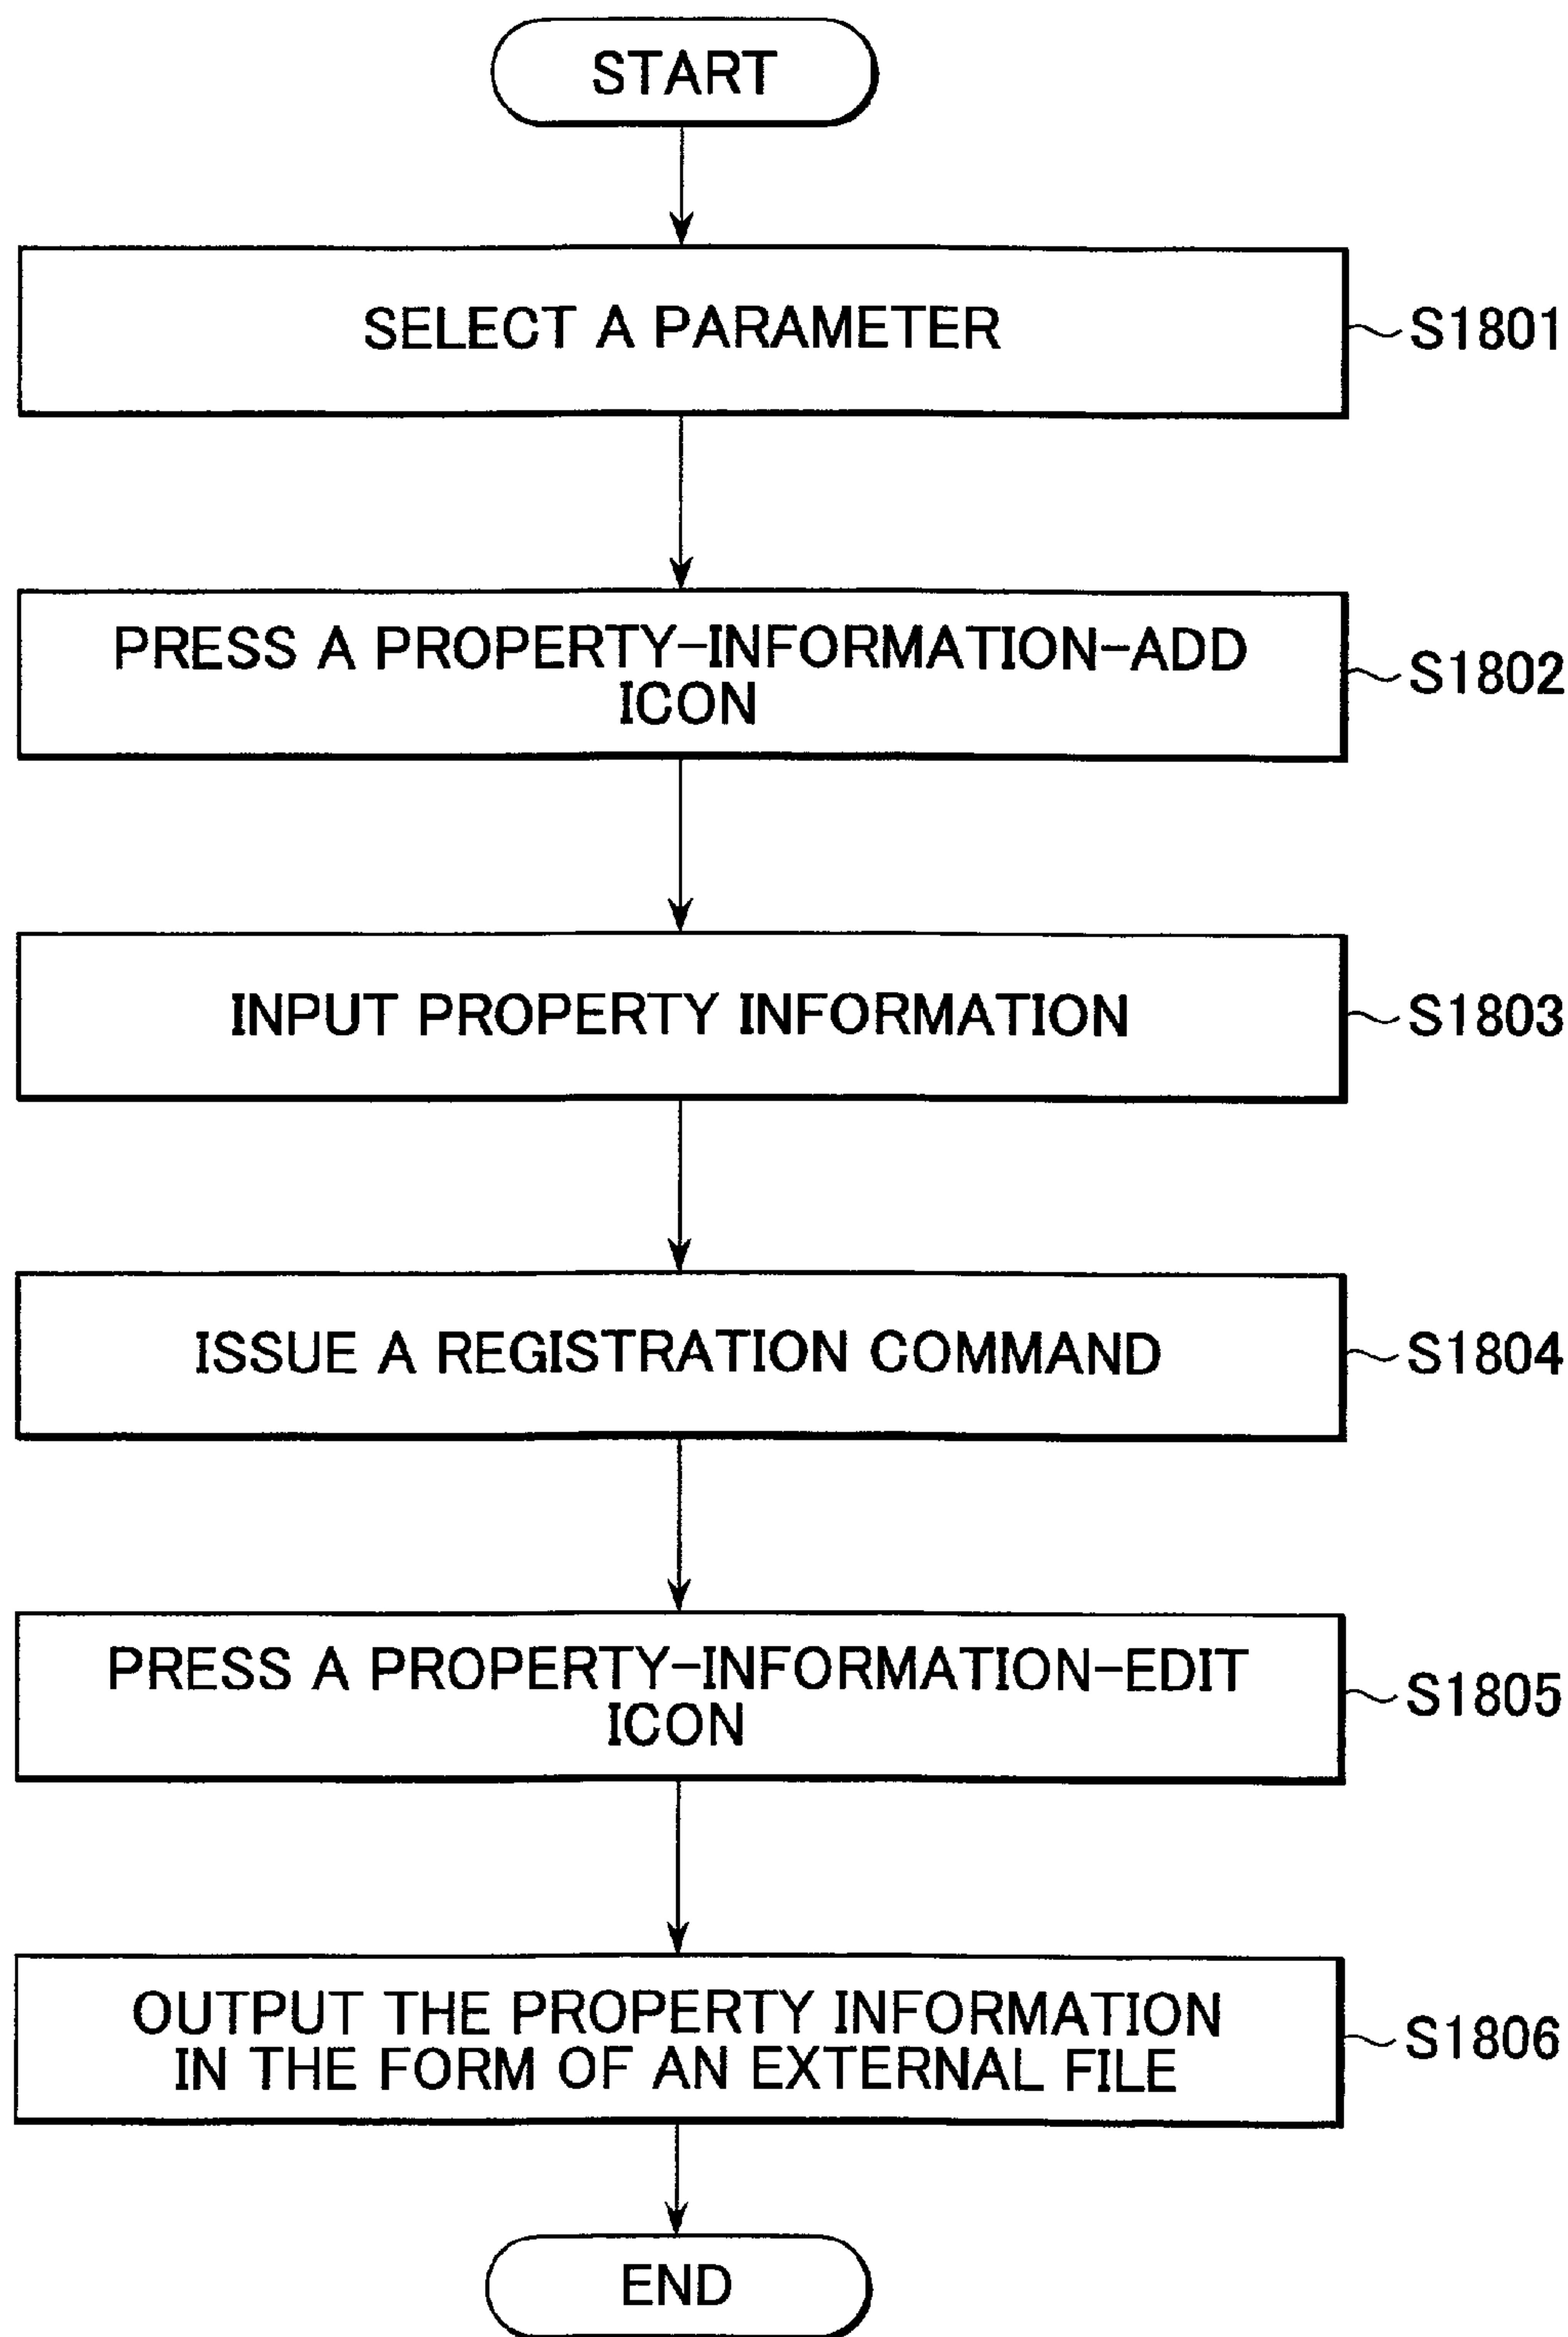 START
SELECT A PARAMETER
S1801
PRESS A PROPERTY-INFORMATION-ADD
ICON
S1802
INPUT PROPERTY INFORMATION
S1803
ISSUE A REGISTRATION COMMAND
S1804
PRESS A PROPERTY-INFORMATION-EDIT
ICON
S1805
OUTPUT THE PROPERTY INFORMATION
IN THE FORM OF AN EXTERNAL FILE
S1806
END